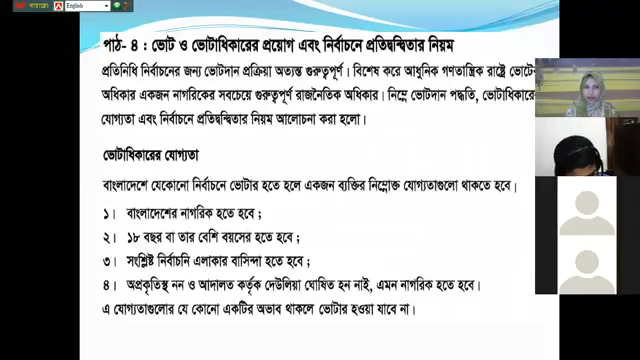 English
পাঠ- ৪ : ভোট ও ভোটাধিকারের প্রয়োগ এবং নির্বাচনে প্রতিদ্বন্দ্বিতার নিয়ম
প্রতিনিধি নির্বাচনের জন্য ভোটদান প্রক্রিয়া অত্যন্ত গুরুত্বপূর্ণ। বিশেষ করে আধুনিক গণতান্ত্রিক রাষ্ট্রে ভোটে
অধিকার একজন নাগরিকের সবচেয়ে গুরুত্বপূর্ণ রাজনৈতিক অধিকার। নিম্নে ভোটদান পদ্ধতি, ভোটাধিকারে
যোগ্যতা এবং নির্বাচনে প্রতিদ্বন্দ্বিতার নিয়ম আলোচনা করা হলো।
ভোটাধিকারের যোগ্যতা
বাংলাদেশে যেকোনো নির্বাচনে ভোটার হতে হলে একজন ব্যক্তির নিম্নোক্ত যোগ্যতাগুলো থাকতে হবে।
১। বাংলাদেশের নাগরিক হতে হবে ;
২। ১৮ বছর বা তার বেশি বয়সের হতে হবে ;
৩। সংশ্লিষ্ট নির্বাচনি এলাকার বাসিন্দা হতে হবে ;
৪। অপ্রকৃতিস্থ নন ও আদালত কর্তৃক দেউলিয়া ঘোষিত হন নাই, এমন নাগরিক হতে হবে।
এ যোগ্যতাগুলোর যে কোনো একটির অভাব থাকলে ভোটার হওয়া যাবে না।